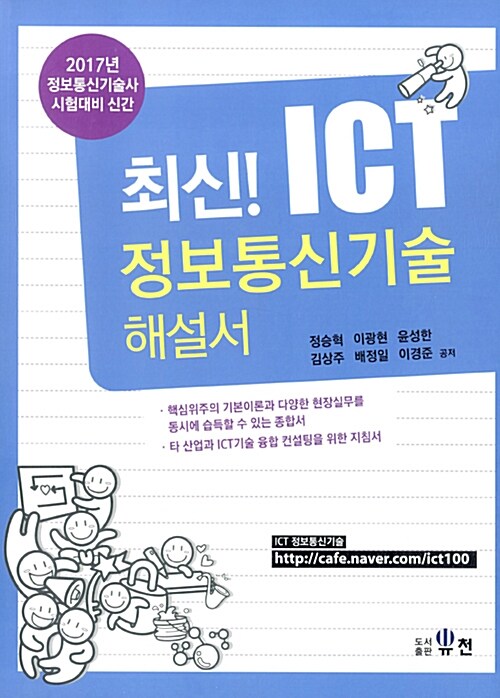 2017년
정보통신기술사
시험대비 신간
최신! ICT
정보통신기술
해설서
정승혁 이광현 윤성한
김상주 배정일 이경준 공저
· 핵심위주의 기본이론과 다양한 현장실무를
동시에 습득할 수 있는 종합서
· 타 산업과 ICT기술 융합 컨설팅을 위한 지침서
ICT 정보통신기술
http://cafe.naver.com/ict100
도서
출판 유천